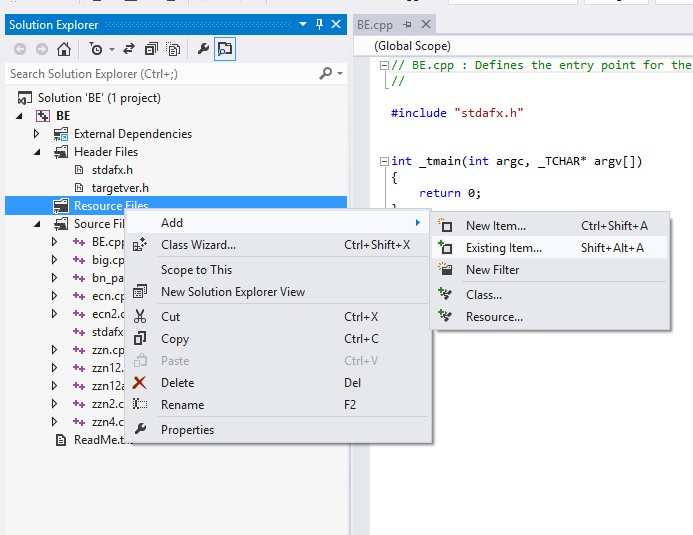 Solution Explorer
Search Solution Explorer (Ctrl+;)
Solution 'BE' (1 project)
BE
External Dependencies
Header Files
stdafx.h
targetver.h
Resource Files
Source File
BE.cpp
big.cp
bn_pa
ecn.cp
ecn2.c
stdafx
zzn.cp
zzn12.
zzn12a
zzn2.c
zzn4.c
ReadMe.t...
Add
Class Wizard... Ctrl+Shift+X
Scope to This
New Solution Explorer View
Cut Ctrl+X
Copy Ctrl+C
Paste Ctrl+V
Delete Del
Rename F2
Properties
New Item... Ctrl+Shift+A
Existing Item... Shift+Alt+A
New Filter
Class...
Resource...
BE.cpp
(Global Scope)
// BE.cpp : Defines the entry point for the
//
#include "stdafx.h"
int _tmain(int argc, _TCHAR* argv[])
{
return 0;
}